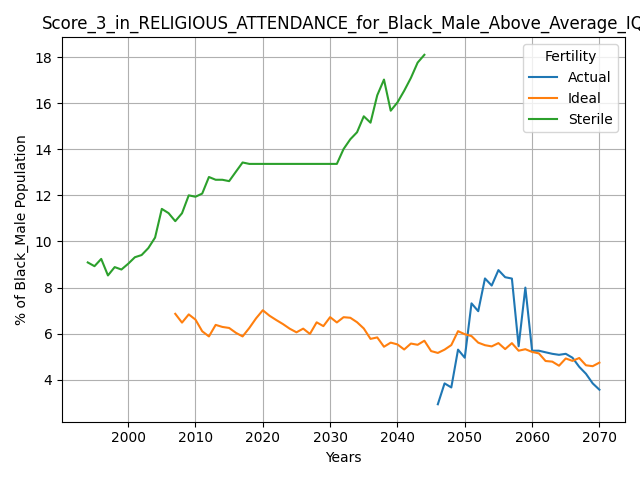 Score_3_in_RELIGIOUS_ATTENDANCE_for_Black_Male_Above_Average_IQ
Fertility
Actual
Ideal
Sterile
% of Black_Male Population
18
16
14
12
10
8
6
4
2000 2010 2020 2030 2040 2050 2060 2070
Years